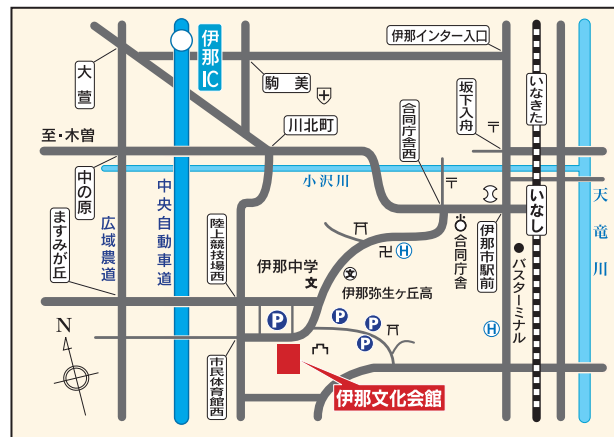 伊那IC
伊那インター入口
大萱
駒美
坂下入舟
いなきた
合同庁舎西
〒
川北町
至・木曽
中の原
小沢川
〒
いなし
天竜川
中央自動車道
広域農道
ますみが丘
陸上競技場西
伊那中学
文
文
卍
H
合同庁舎
伊那市駅前
バスターミナル
伊那弥生ヶ丘高
P
P
P
P
H
N
市民体育館西
伊那文化会館